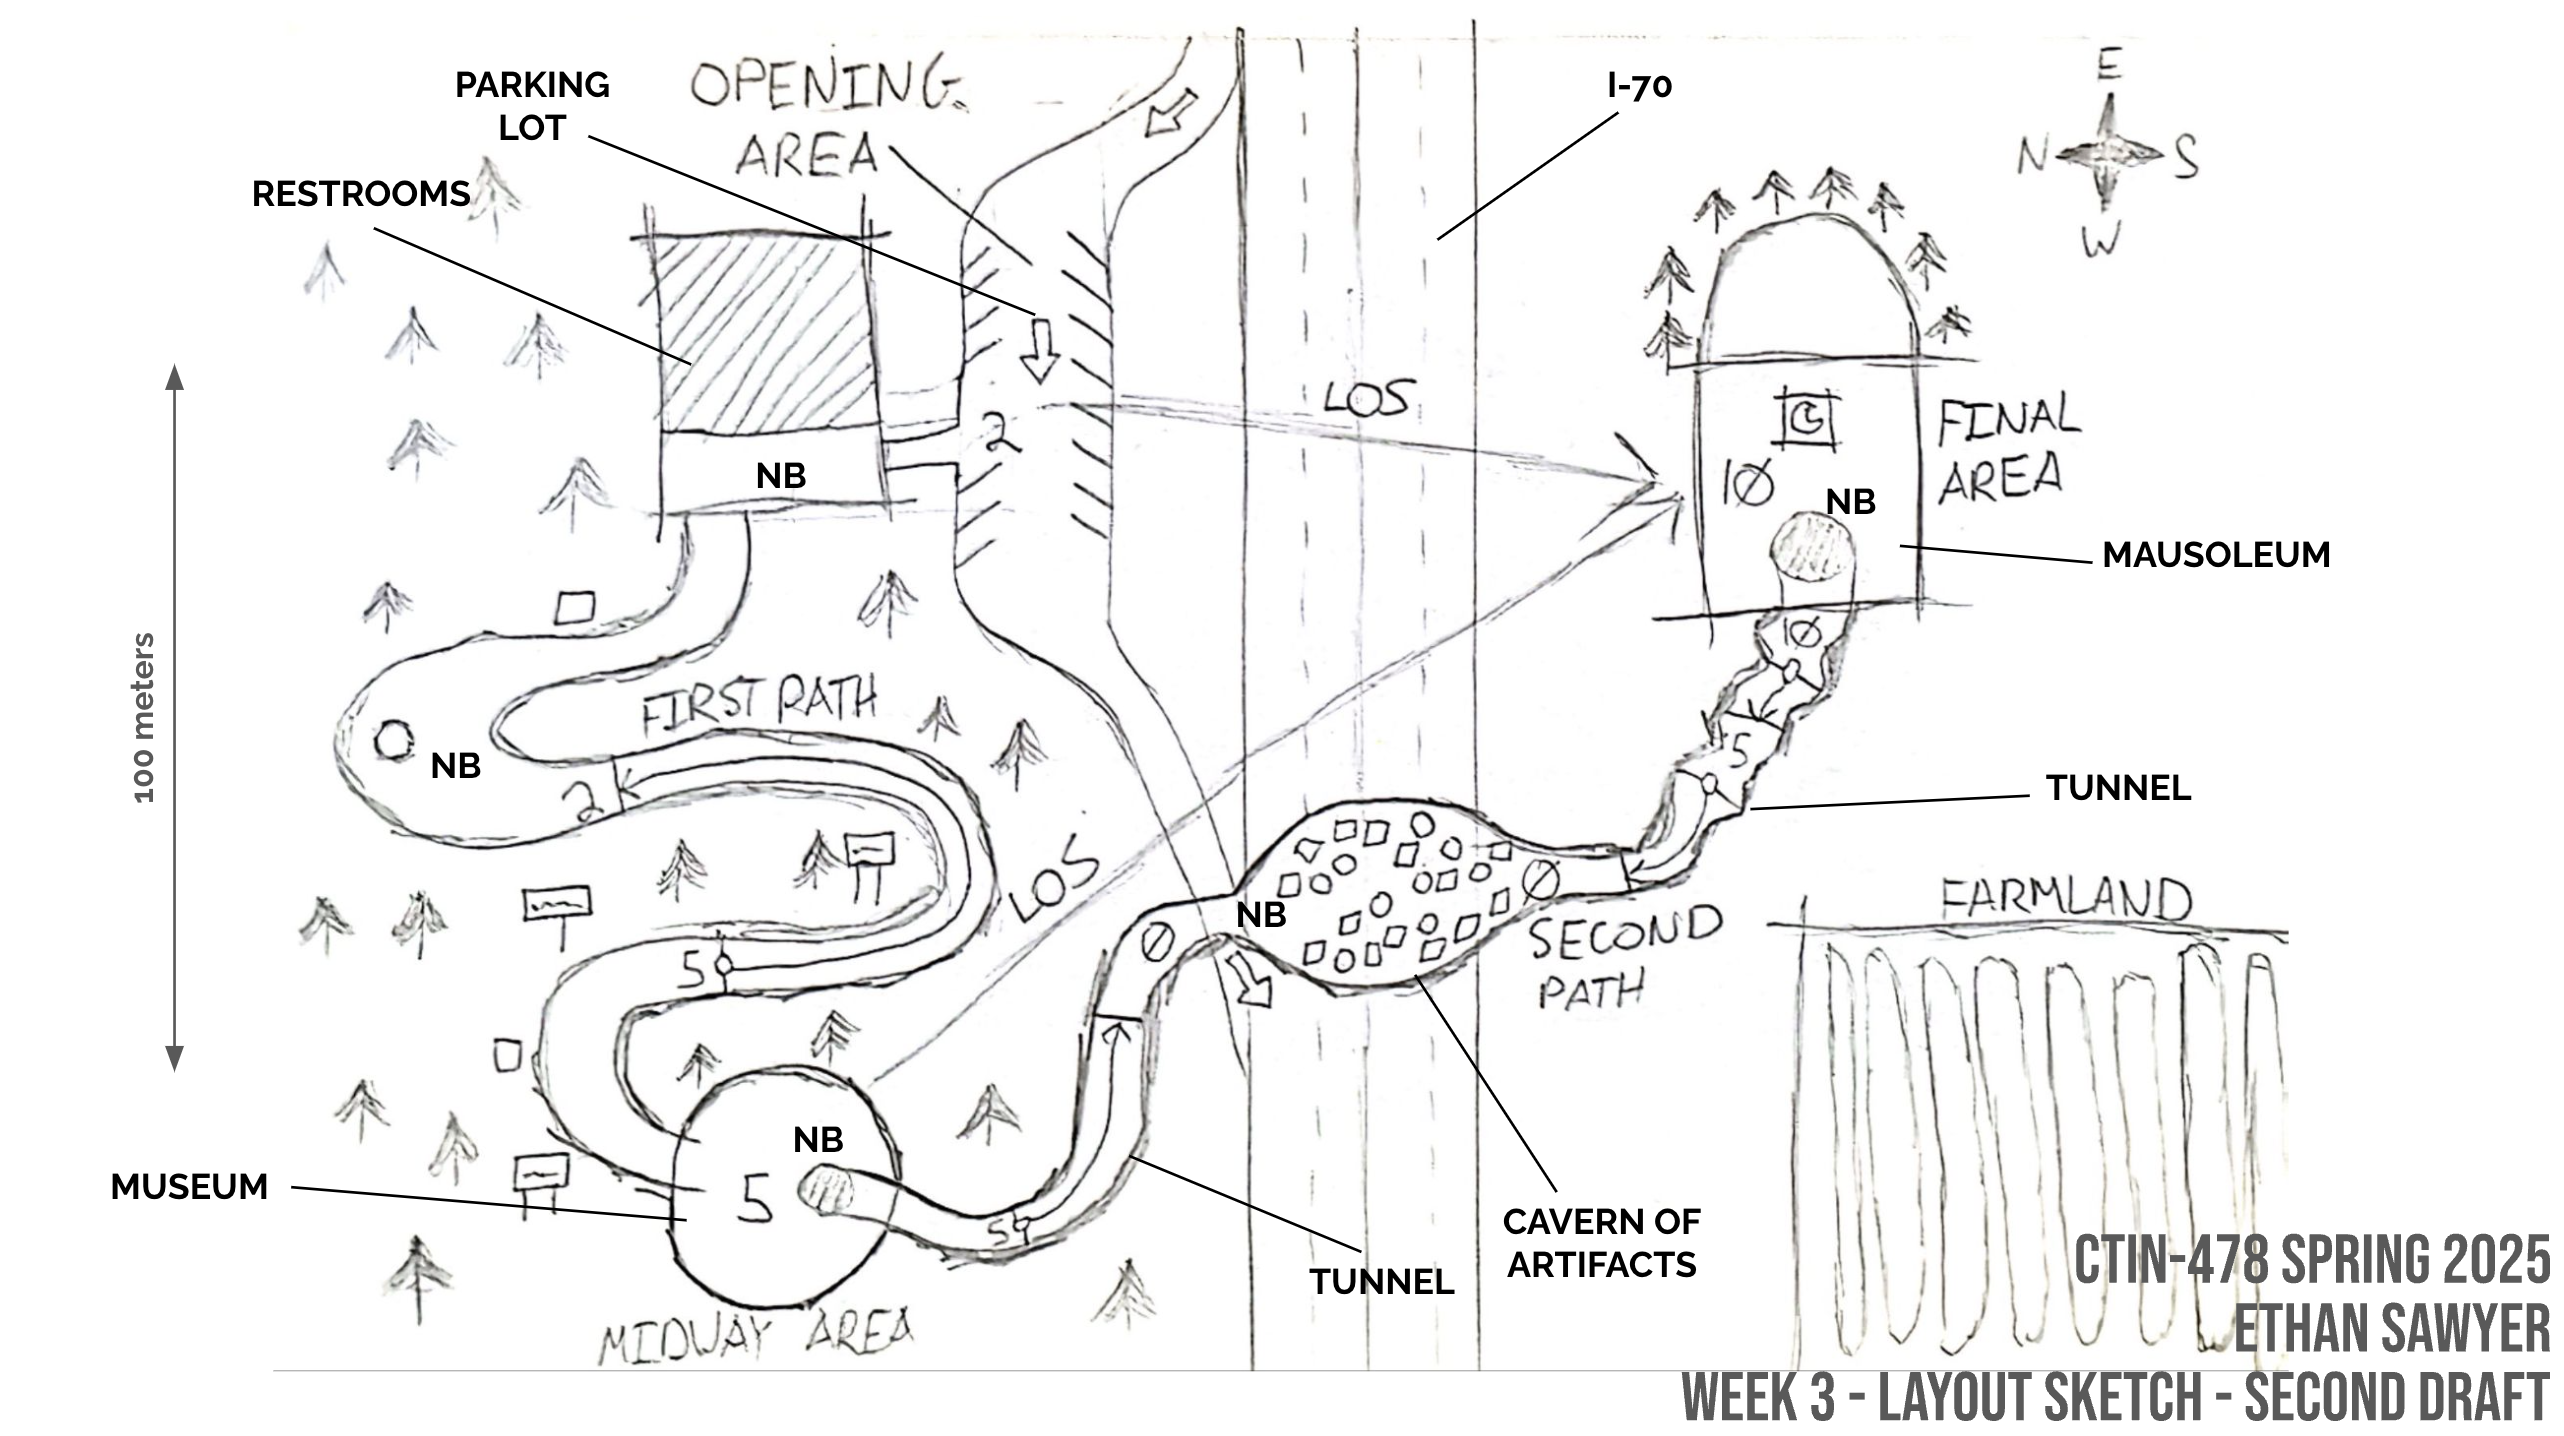 OPENING
AREA
PARKING
LOT
RESTROOMS
I-70
E
N
S
W
LOS
2
NB
FINAL
AREA
10
NB
MAUSOLEUM
10
100 meters
FIRST PATH
NB
2
5
TUNNEL
LOS
5
NB
0
0
SECOND
PATH
FARMLAND
NB
5
5
MUSEUM
MIDWAY AREA
TUNNEL
CAVERN OF
ARTIFACTS
CTIN-478 SPRING 2025
ETHAN SAWYER
WEEK 3 - LAYOUT SKETCH - SECOND DRAFT